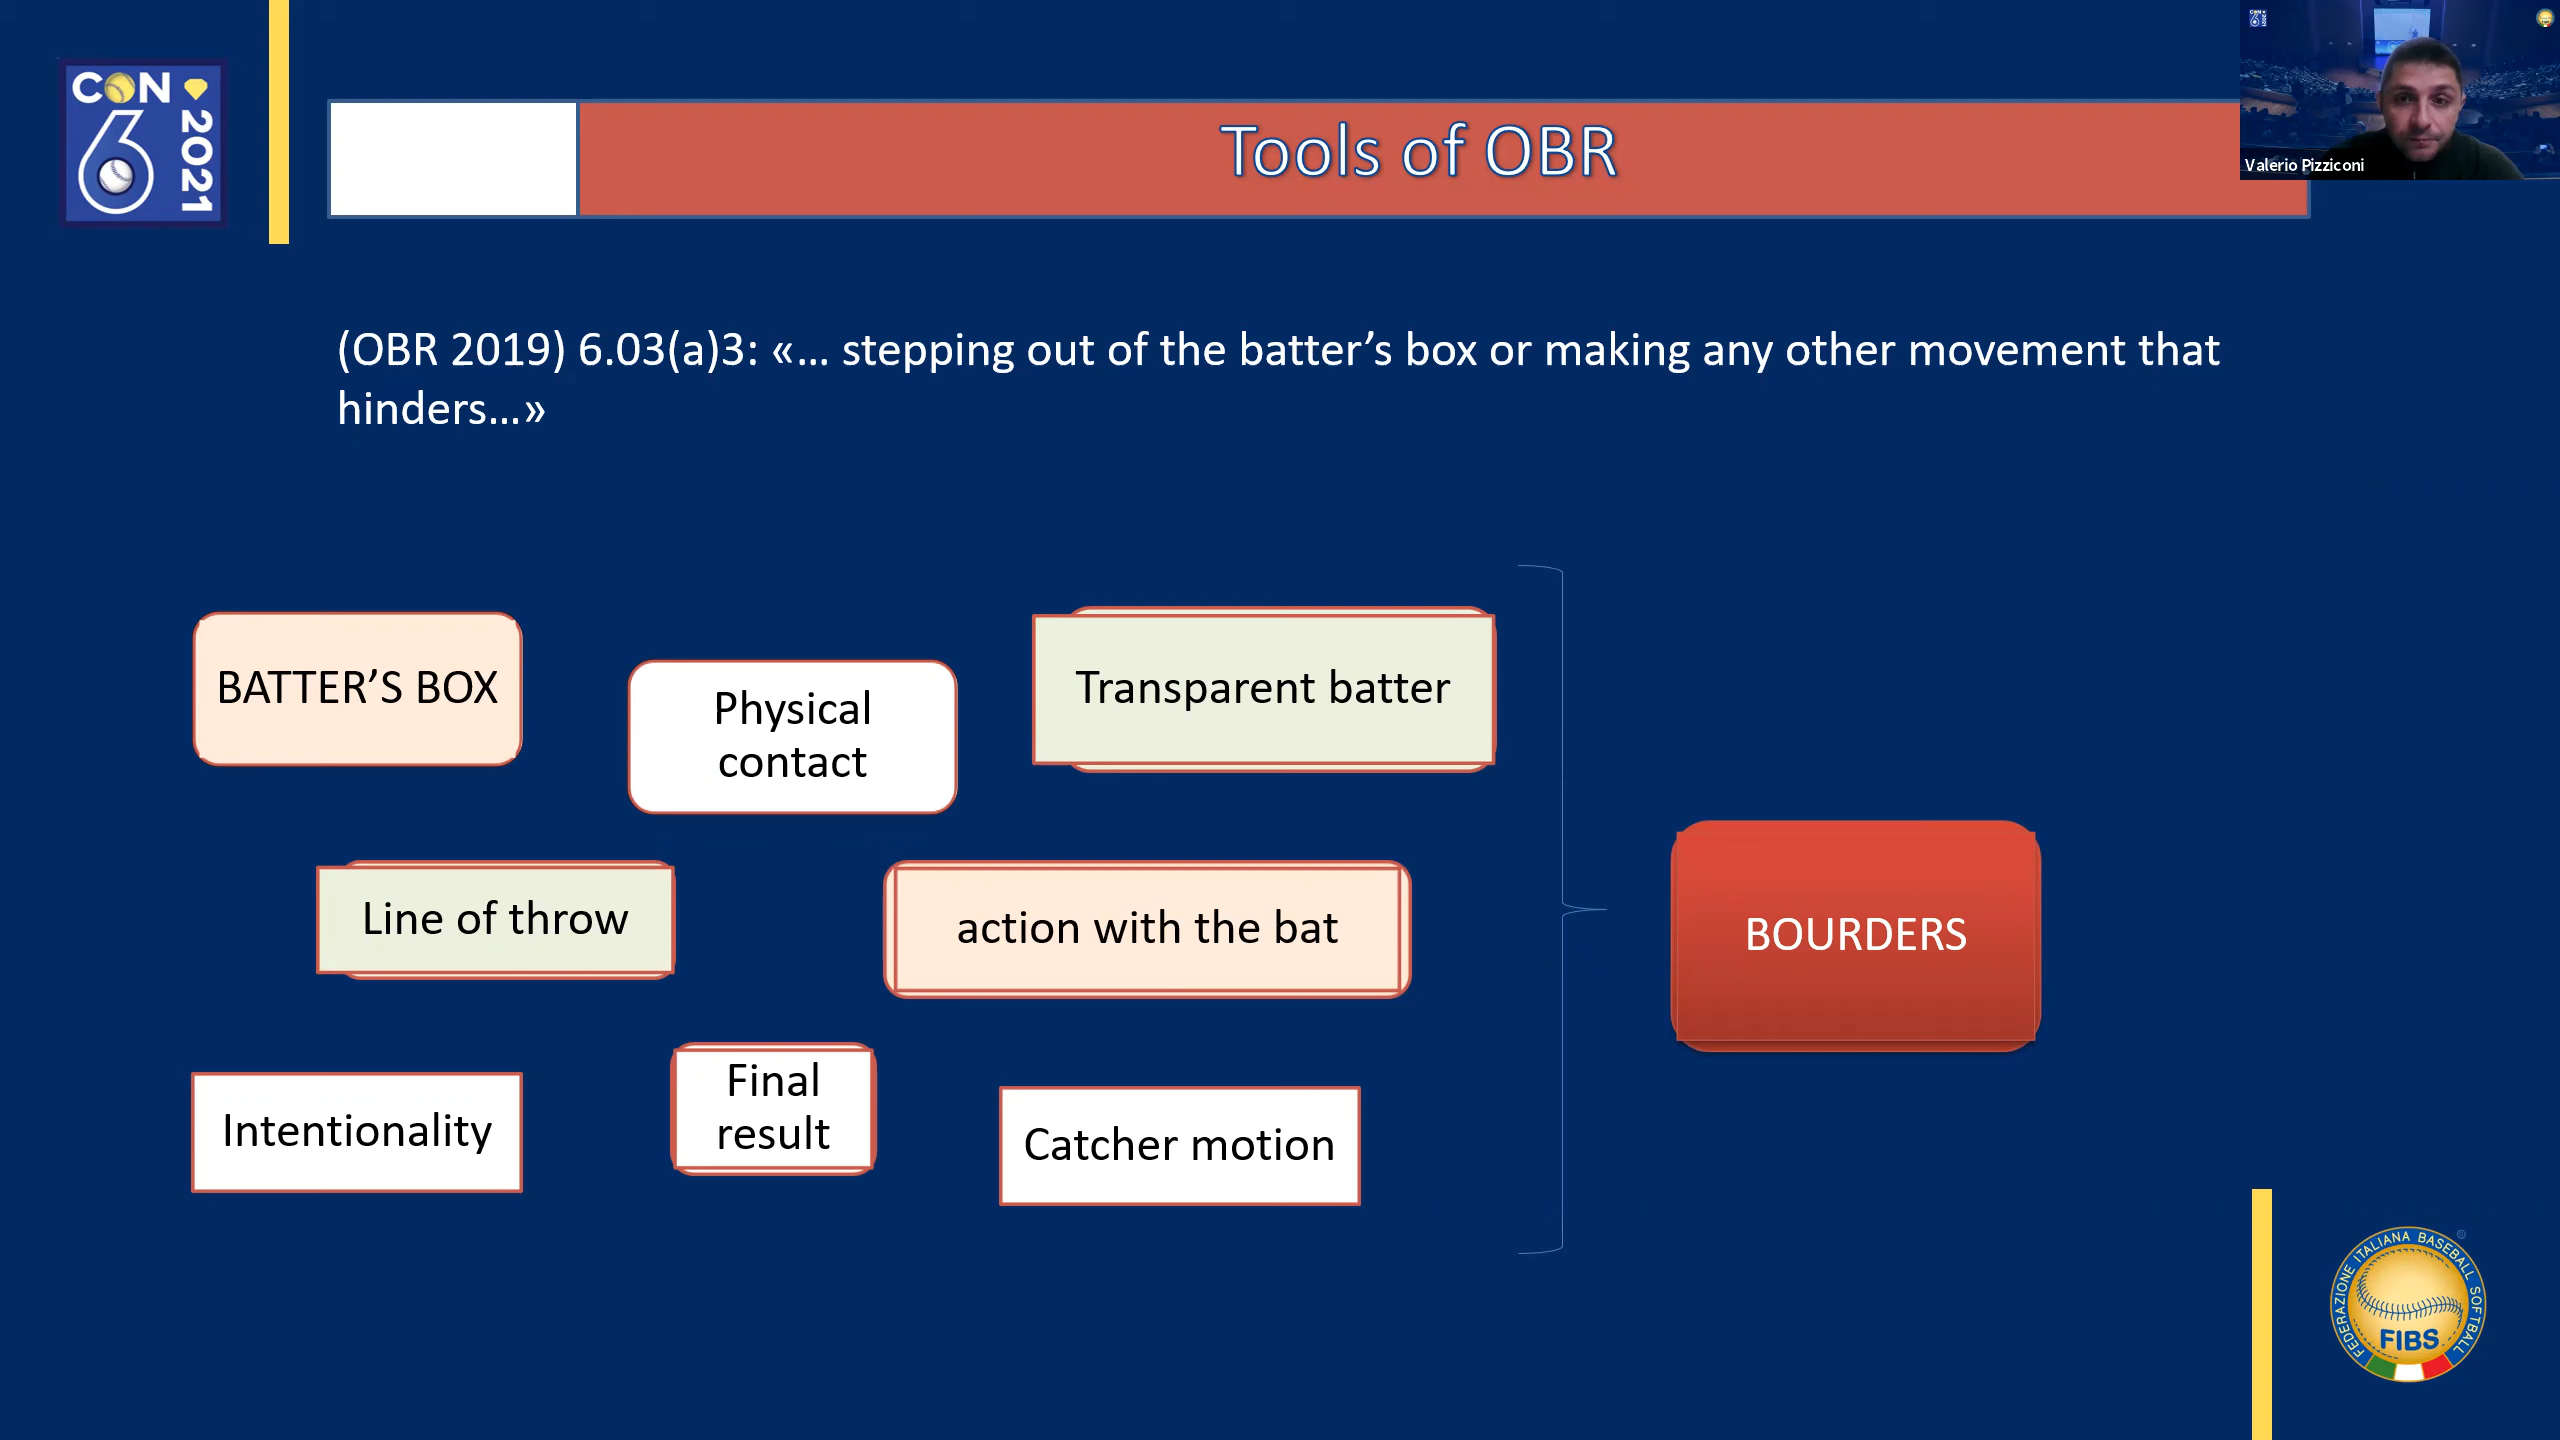 CON
6
2021
Tools of OBR
Valerio Pizziconi
(OBR 2019) 6.03(a)3: «… stepping out of the batter’s box or making any other movement that
hinders…»
BATTER’S BOX
Physical
contact
Transparent batter
Line of throw
action with the bat
BOURDERS
Intentionality
Final
result
Catcher motion
FEDERAZIONE ITALIANA BASEBALL SOFTBALL
FIBS